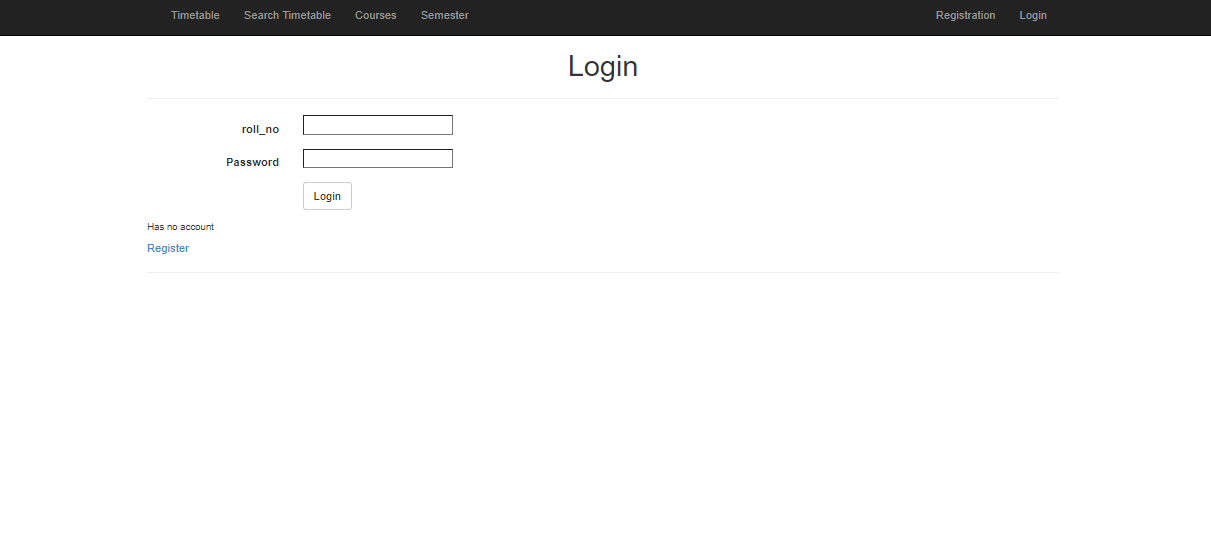 Timetable Search Timetable Courses Semester Registration Login
Login
roll_no
Password
Login
Has no account
Register